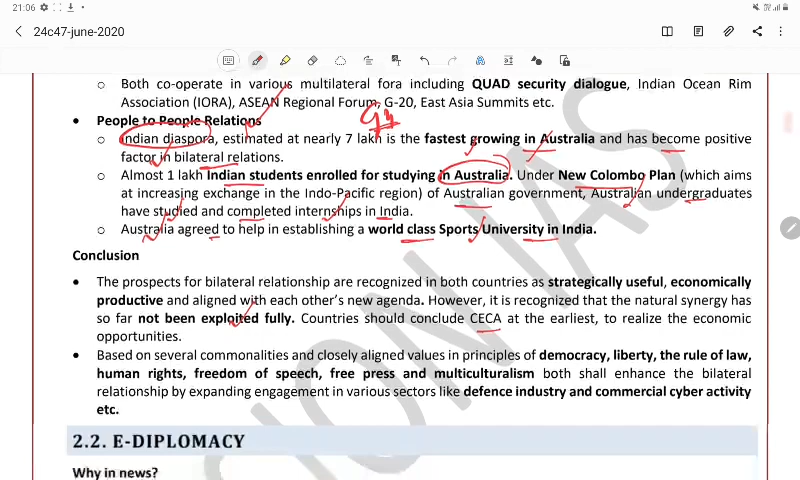 21:06
24c47-june-2020
o Both co-operate in various multilateral fora including QUAD security dialogue, Indian Ocean Rim
Association (IORA), ASEAN Regional Forum, G-20, East Asia Summits etc.
• People to People Relations
o Indian diaspora, estimated at nearly 7 lakh is the fastest growing in Australia and has become positive
factor in bilateral relations.
o Almost 1 lakh Indian students enrolled for studying in Australia. Under New Colombo Plan (which aims
at increasing exchange in the Indo-Pacific region) of Australian government, Australian undergraduates
have studied and completed internships in India.
o Australia agreed to help in establishing a world class Sports University in India.
Conclusion
• The prospects for bilateral relationship are recognized in both countries as strategically useful, economically
productive and aligned with each other's new agenda. However, it is recognized that the natural synergy has
so far not been exploited fully. Countries should conclude CECA at the earliest, to realize the economic
opportunities.
• Based on several commonalities and closely aligned values in principles of democracy, liberty, the rule of law,
human rights, freedom of speech, free press and multiculturalism both shall enhance the bilateral
relationship by expanding engagement in various sectors like defence industry and commercial cyber activity
etc.
2.2. E-DIPLOMACY
Why in news?